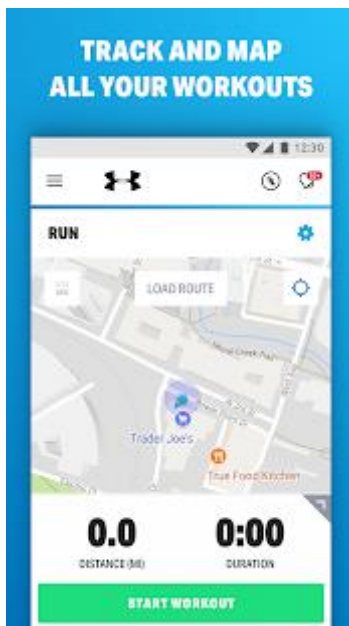 TRACK AND MAP
ALL YOUR WORKOUTS
12:30
RUN
LOAD ROUTE
Trader Joe's
True Food Kitchen
0.0
0:00
DISTANCE (MI)
DURATION
START WORKOUT